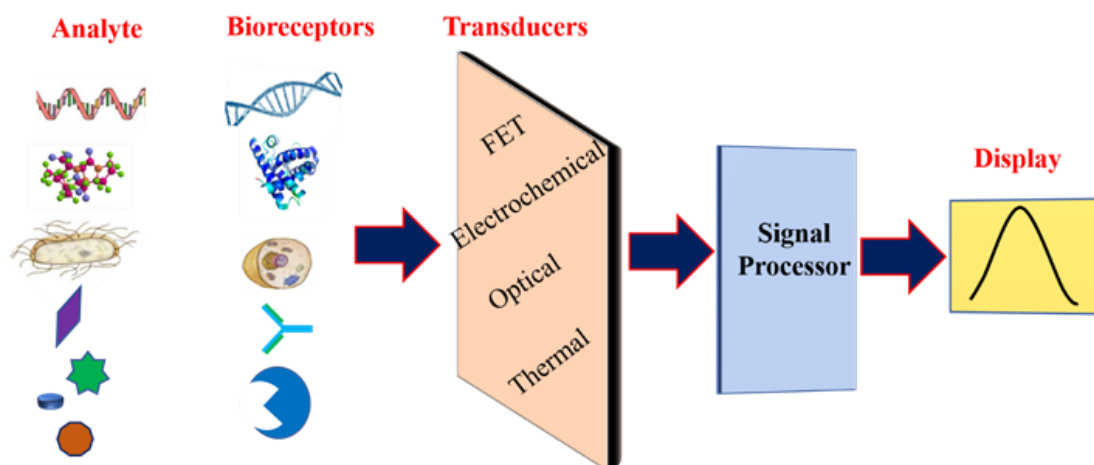 Analyte
Bioreceptors
Transducers
FET
Electrochemical
Optical
Thermal
Signal
Processor
Display